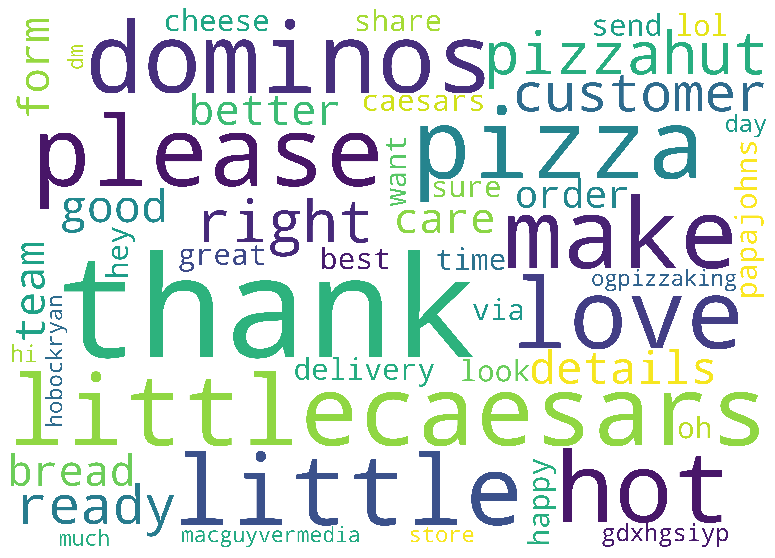 cheese share send lol
form dm dominos pizzahut
better caesars customer day
please pizza want sure order papajohns
good right care make
hey great best time ogpizzaking
team thank via love
hobockryan hi delivery look details
littlecaesars oh
bread little happy hot
ready gdxhgsiyp
much macguyvermedia store